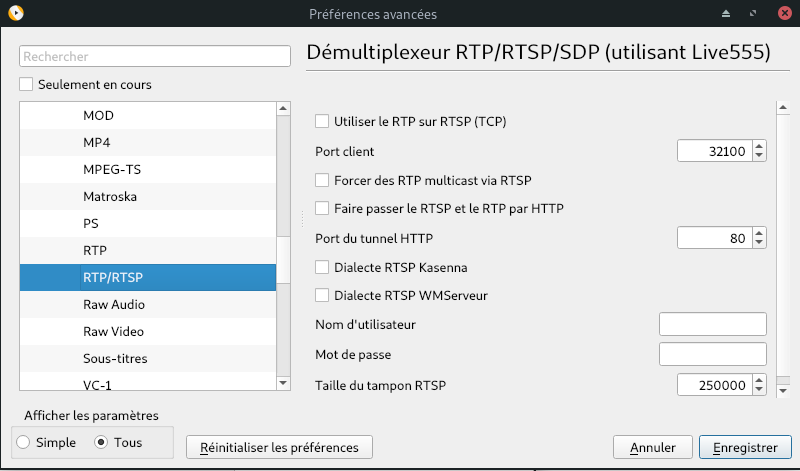 Préférences avancées
Rechercher
Seulement en cours
MOD
MP4
MPEG-TS
Matroska
PS
RTP
RTP/RTSP
Raw Audio
Raw Video
Sous-titres
VC-1
Afficher les paramètres
Simple
Tous
Démultiplexeur RTP/RTSP/SDP (utilisant Live555)
Utiliser le RTP sur RTSP (TCP)
Port client 32100
Forcer des RTP multicast via RTSP
Faire passer le RTSP et le RTP par HTTP
Port du tunnel HTTP 80
Dialecte RTSP Kasenna
Dialecte RTSP WMServeur
Nom d'utilisateur
Mot de passe
Taille du tampon RTSP 250000
Réinitialiser les préférences
Annuler
Enregistrer